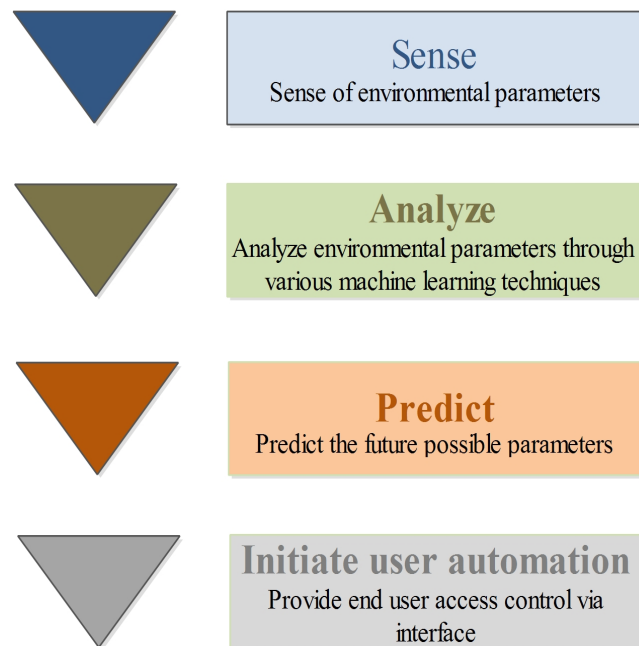 Sense
Sense of environmental parameters
Analyze
Analyze environmental parameters through
various machine learning techniques
Predict
Predict the future possible parameters
Initiate user automation
Provide end user access control via
interface